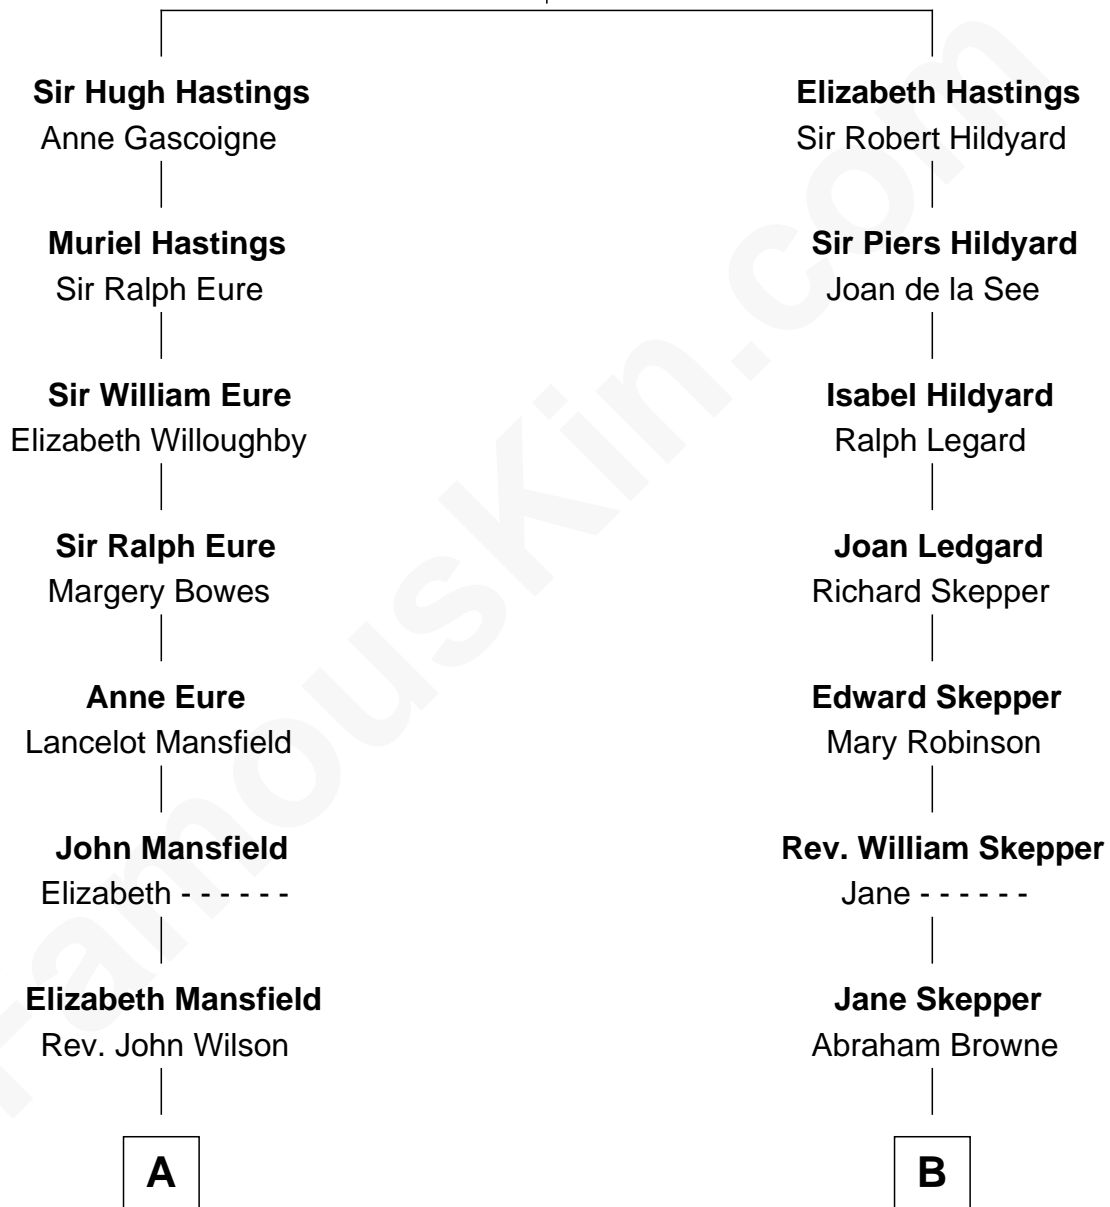 Sir Hugh Hastings
Anne Gascoigne
Muriel Hastings
Sir Ralph Eure
Sir William Eure
Elizabeth Willoughby
Sir Ralph Eure
Margery Bowes
Anne Eure
Lancelot Mansfield
John Mansfield
Elizabeth - - - - - -
Elizabeth Mansfield
Rev. John Wilson
A
Elizabeth Hastings
Sir Robert Hildyard
Sir Piers Hildyard
Joan de la See
Isabel Hildyard
Ralph Legard
Joan Ledgard
Richard Skepper
Edward Skepper
Mary Robinson
Rev. William Skepper
Jane - - - - - -
Jane Skepper
Abraham Browne
B
FamousKin.com